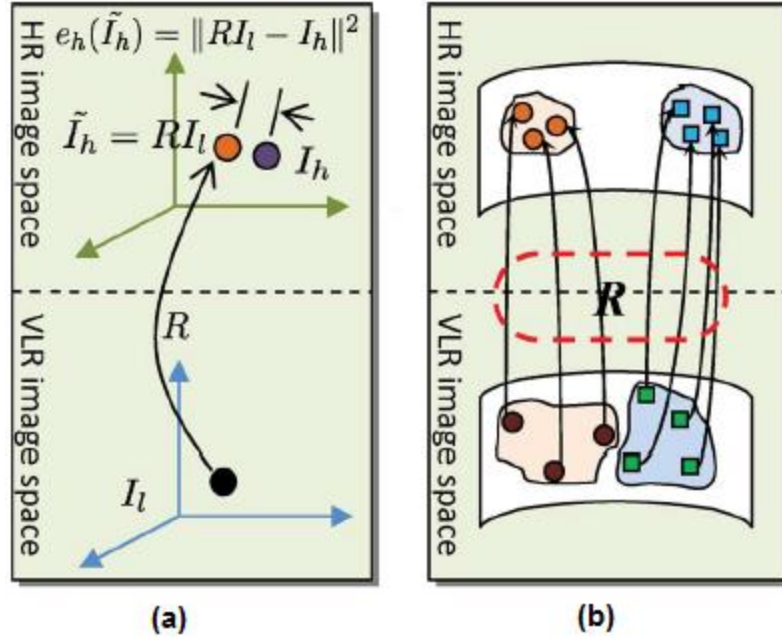 HR image space
e_h(Ĩ_h) = ‖RI_l − I_h‖²
Ĩ_h = RI_l
I_h
R
VLR image space
I_l
(a)
HR image space
R
VLR image space
(b)